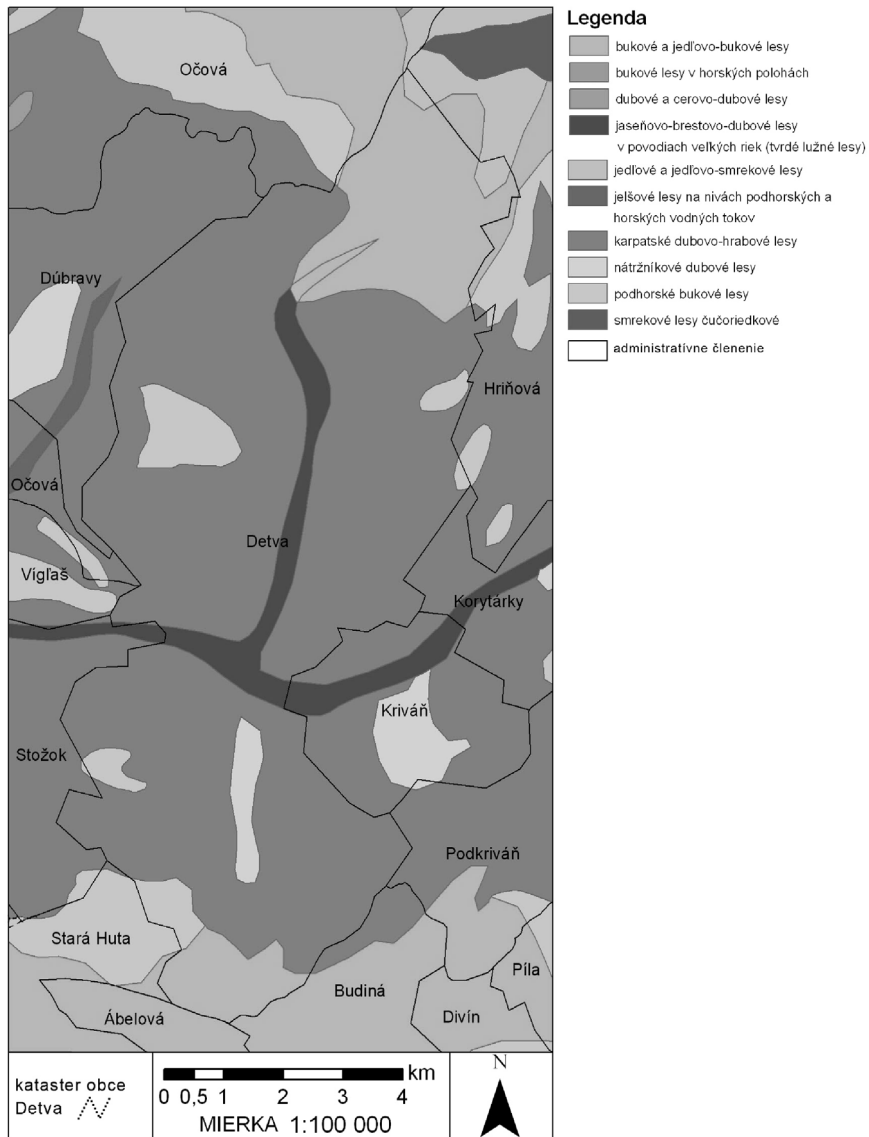 Legenda
bukové a jedľovo-bukové lesy
bukové lesy v horských polohách
dubové a cerovo-dubové lesy
jaseňovo-brestovo-dubové lesy
v povodiach veľkých riek (tvrdé lužné lesy)
jedľové a jedľovo-smrekové lesy
jelšové lesy na nivách podhorských a
horských vodných tokov
karpatské dubovo-hrabové lesy
nátržníkové dubové lesy
podhorské bukové lesy
smrekové lesy čučoriedkové
administratívne členenie
Očová
Dúbravy
Hriňová
Očová
Detva
Vígľaš
Korytárky
Kriváň
Stožok
Podkriváň
Stará Huta
Píla
Budiná
Ábelová
Divín
kataster obce
Detva
km
0 0,5 1 2 3 4
MIERKA 1:100 000
N